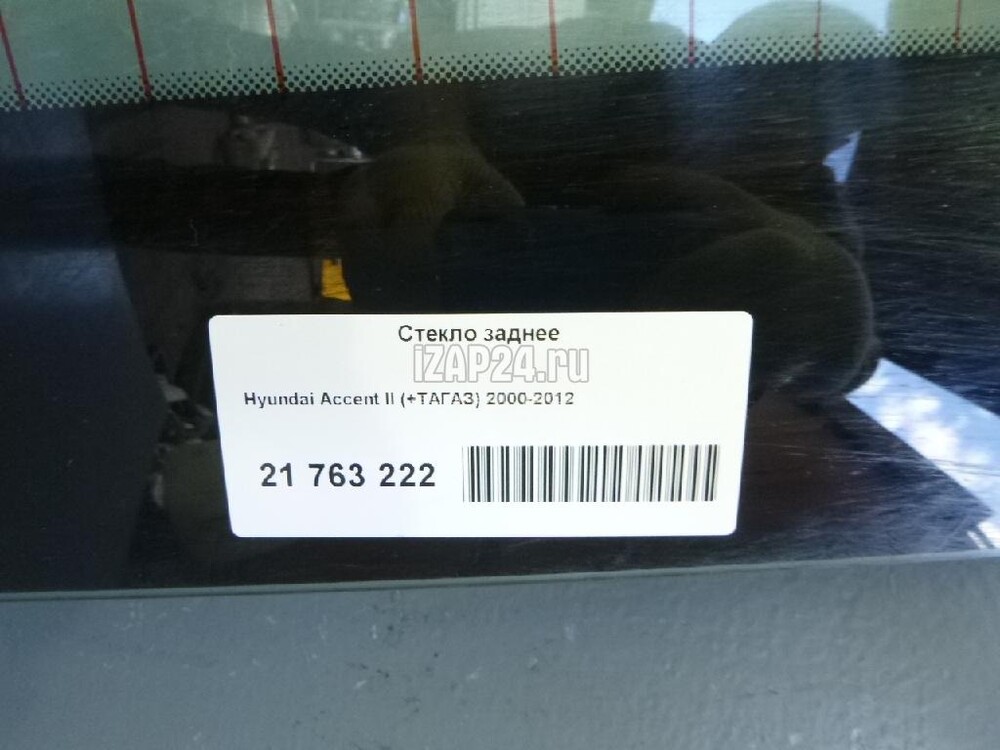 Стекло заднее
iZAP24.ru
Hyundai Accent II (+ТАГАЗ) 2000-2012
21 763 222